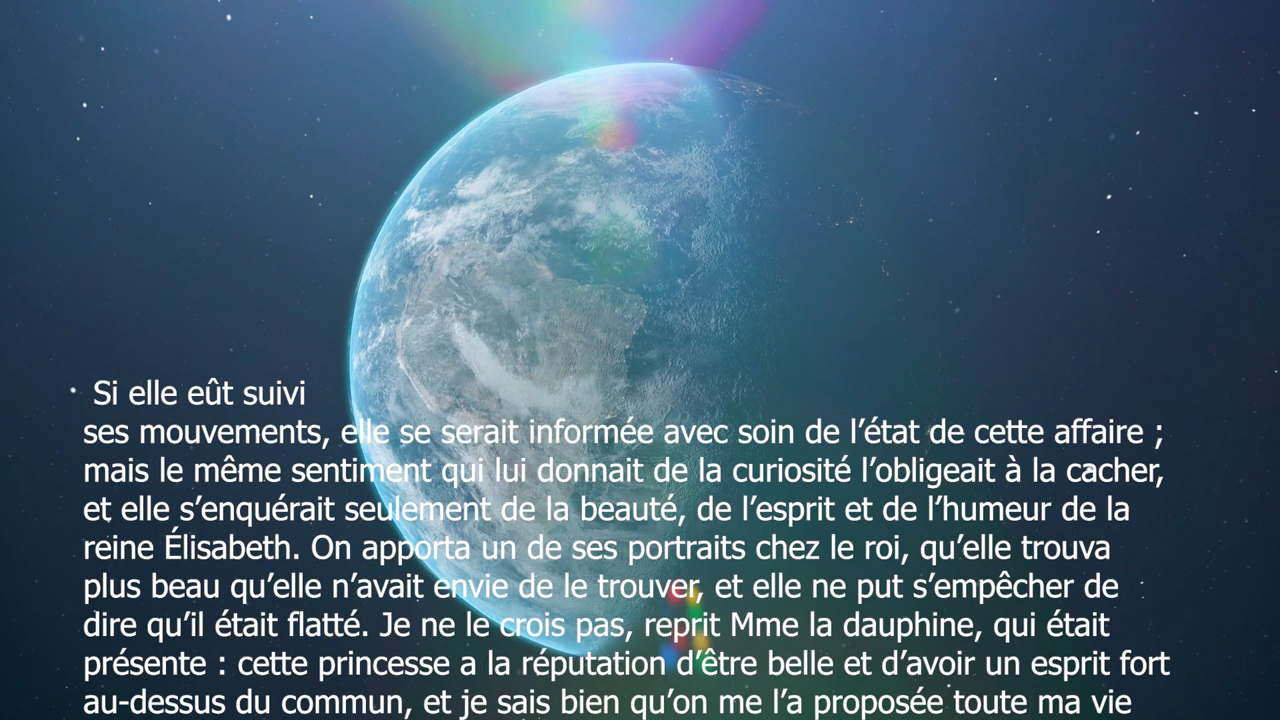 Si elle eût suivi
ses mouvements, elle se serait informée avec soin de l’état de cette affaire ;
mais le même sentiment qui lui donnait de la curiosité l’obligeait à la cacher,
et elle s’enquérait seulement de la beauté, de l’esprit et de l’humeur de la
reine Élisabeth. On apporta un de ses portraits chez le roi, qu’elle trouva
plus beau qu’elle n’avait envie de le trouver, et elle ne put s’empêcher de
dire qu’il était flatté. Je ne le crois pas, reprit Mme la dauphine, qui était
présente : cette princesse a la réputation d’être belle et d’avoir un esprit fort
au-dessus du commun, et je sais bien qu’on me l’a proposée toute ma vie